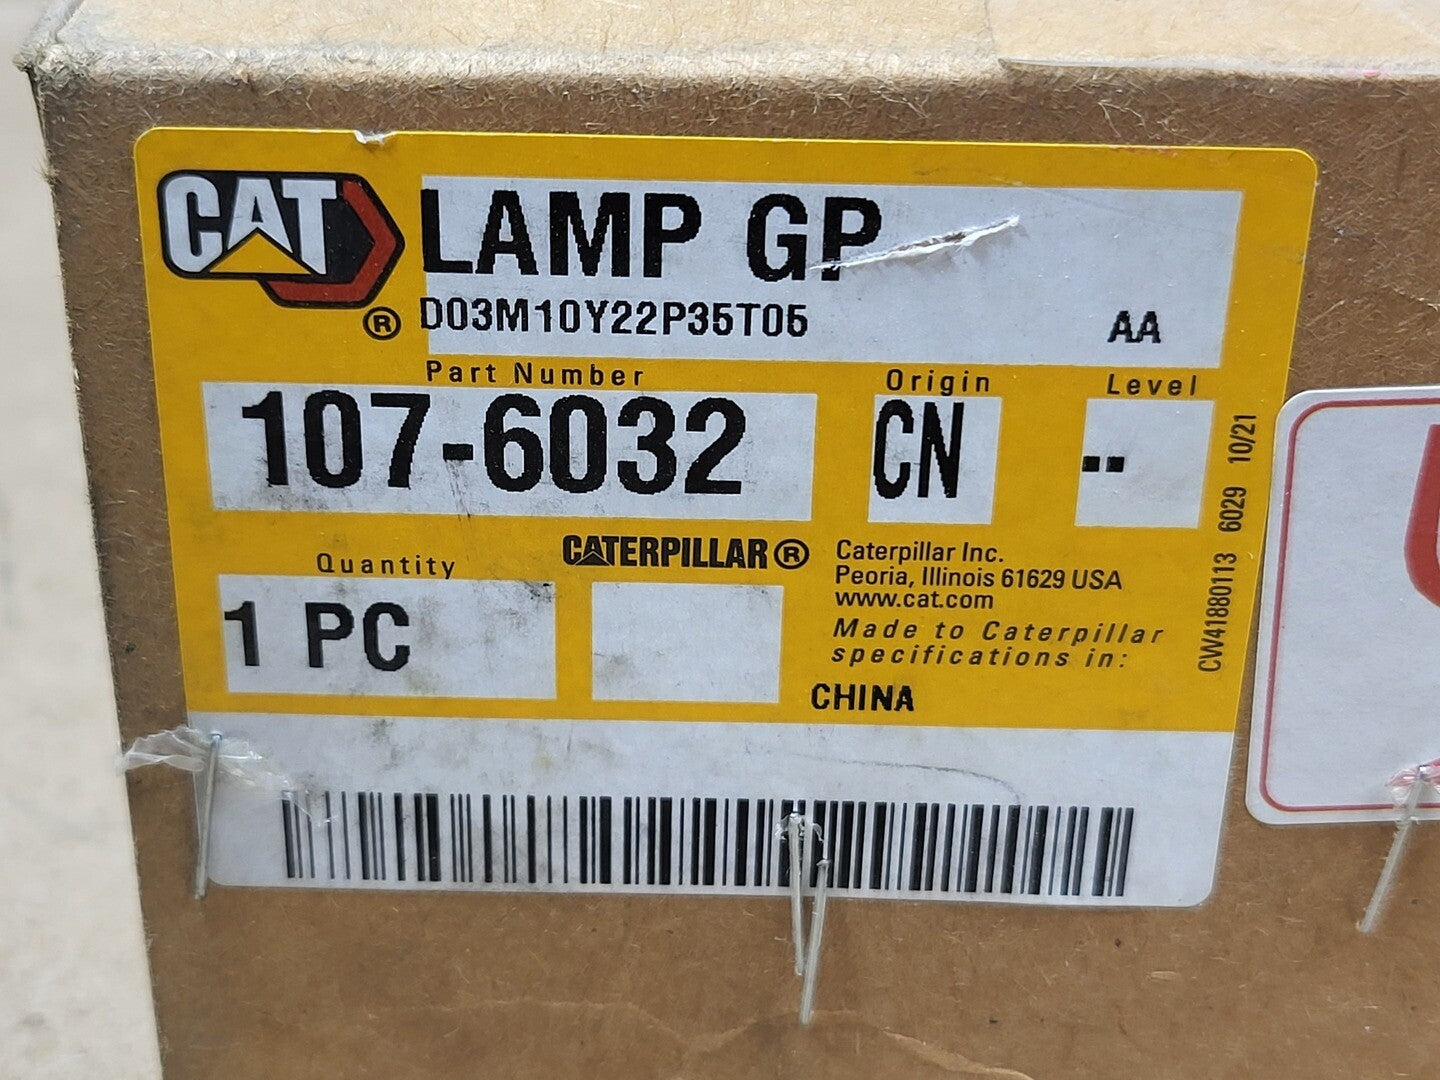 CAT
®
LAMP GP
D03M10Y22P35T05
AA
Part Number
Origin
Level
107-6032
CN
--
Quantity
CATERPILLAR®
1 PC
Caterpillar Inc.
Peoria, Illinois 61629 USA
www.cat.com
Made to Caterpillar
specifications in:
CHINA
CW41880113 6029 10/21